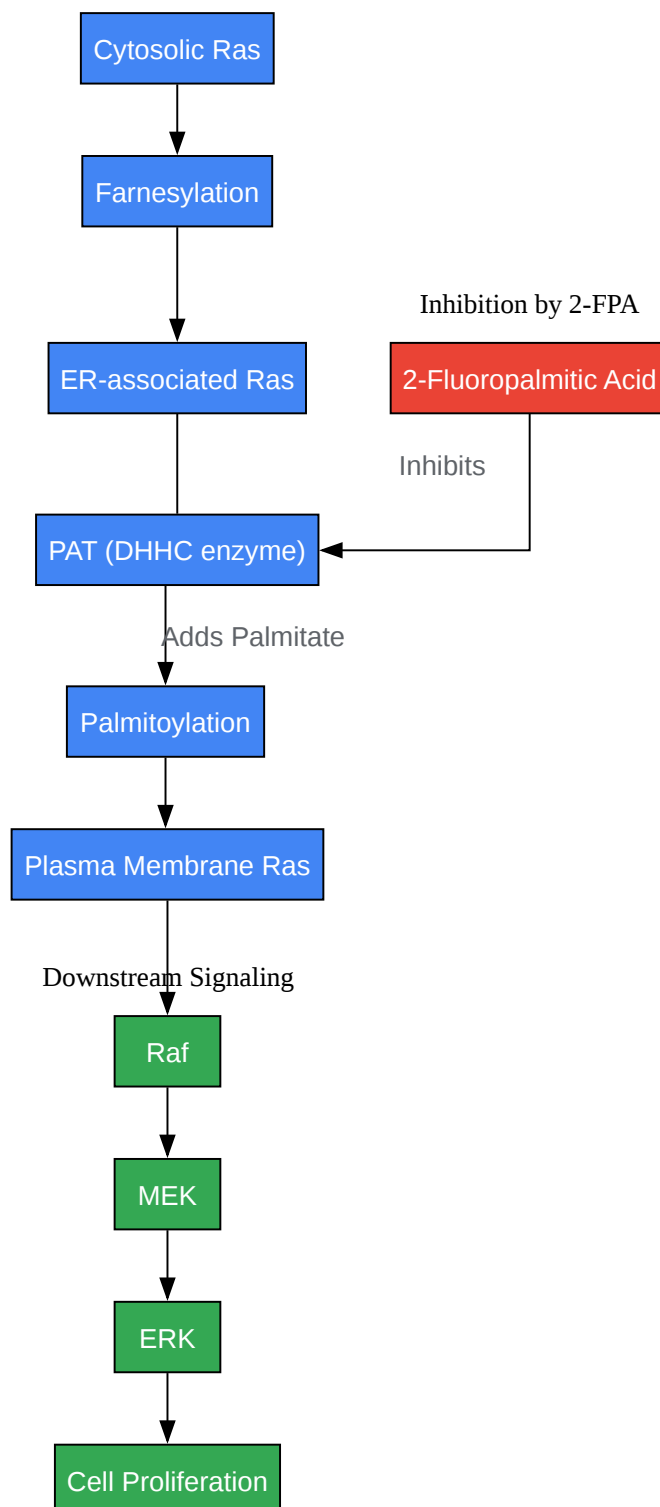 Cytosolic Ras
Farnesylation
Inhibition by 2-FPA
ER-associated Ras
2-Fluoropalmitic Acid
Inhibits
PAT (DHHC enzyme)
Adds Palmitate
Palmitoylation
Plasma Membrane Ras
Downstream Signaling
Raf
MEK
ERK
Cell Proliferation